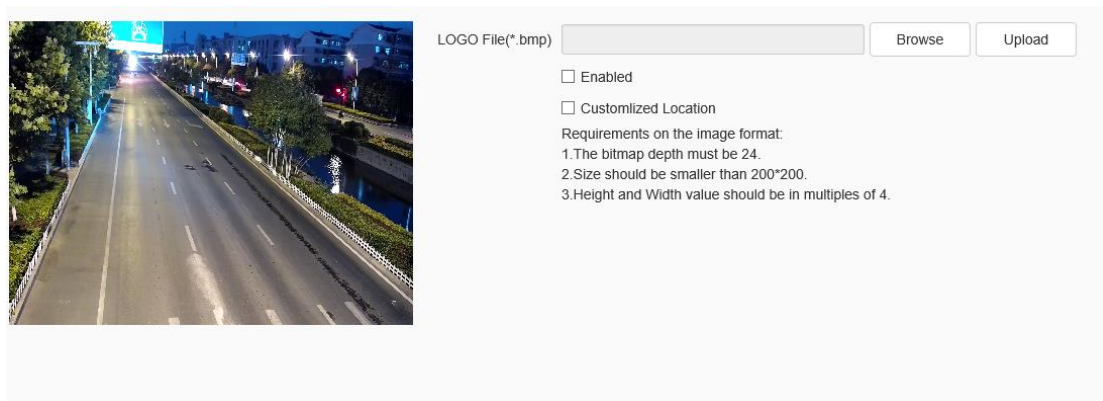 LOGO File(*.bmp)
Browse
Upload
Enabled
Customlized Location
Requirements on the image format:
1.The bitmap depth must be 24.
2.Size should be smaller than 200*200.
3.Height and Width value should be in multiples of 4.